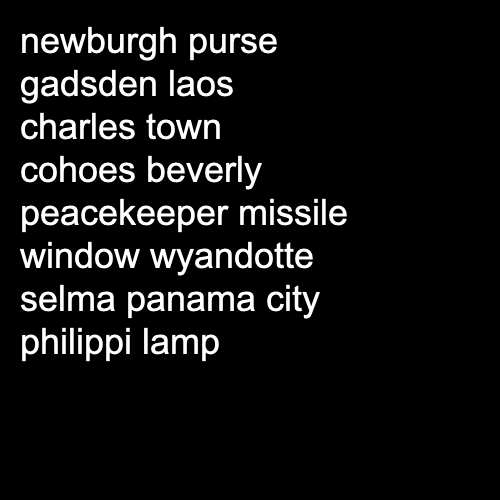 newburgh purse
gadsden laos
charles town
cohoes beverly
peacekeeper missile
window wyandotte
selma panama city
philippi lamp